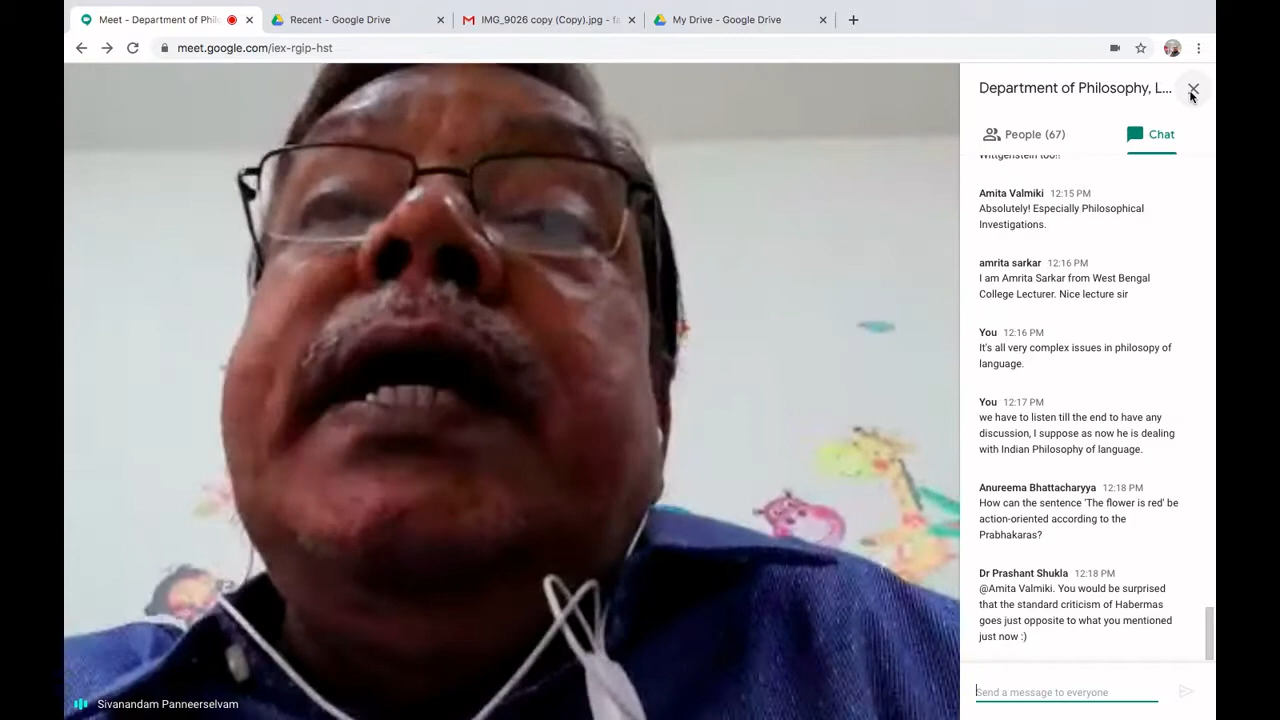 Meet - Department of Philo
Recent - Google Drive
IMG_9026 copy (Copy).jpg - fa
My Drive - Google Drive
meet.google.com/iex-rgip-hst
Department of Philosophy, L...
People (67)
Chat
Wittgenstein too!!
Amita Valmiki 12:15 PM
Absolutely! Especially Philosophical
Investigations.
amrita sarkar 12:16 PM
I am Amrita Sarkar from West Bengal
College Lecturer. Nice lecture sir
You 12:16 PM
It's all very complex issues in philosopy of
language.
You 12:17 PM
we have to listen till the end to have any
discussion, I suppose as now he is dealing
with Indian Philosophy of language.
Anureema Bhattacharyya 12:18 PM
How can the sentence 'The flower is red' be
action-oriented according to the
Prabhakaras?
Dr Prashant Shukla 12:18 PM
@Amita Valmiki. You would be surprised
that the standard criticism of Habermas
goes just opposite to what you mentioned
just now :)
Send a message to everyone
Sivanandam Panneerselvam